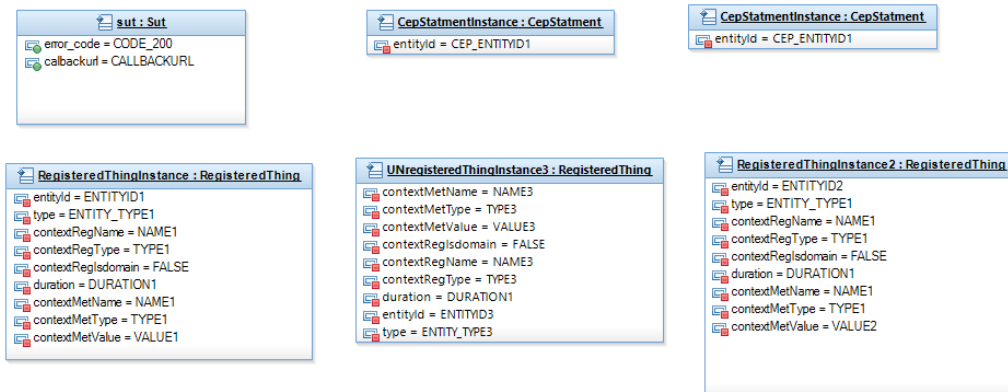 sut : Sut
error_code = CODE_200
calbackurl = CALLBACKURL
CepStatmentInstance : CepStatment
entityId = CEP_ENTITYID1
CepStatmentInstance : CepStatment
entityId = CEP_ENTITYID1
RegisteredThingInstance : RegisteredThing
entityId = ENTITYID1
type = ENTITY_TYPE1
contextRegName = NAME1
contextRegType = TYPE1
contextRegIsdomain = FALSE
duration = DURATION1
contextMetName = NAME1
contextMetType = TYPE1
contextMetValue = VALUE1
UNregisteredThingInstance3 : RegisteredThing
contextMetName = NAME3
contextMetType = TYPE3
contextMetValue = VALUE3
contextRegIsdomain = FALSE
contextRegName = NAME3
contextRegType = TYPE3
duration = DURATION1
entityId = ENTITYID3
type = ENTITY_TYPE3
RegisteredThingInstance2 : RegisteredThing
entityId = ENTITYID2
type = ENTITY_TYPE1
contextRegName = NAME1
contextRegType = TYPE1
contextRegIsdomain = FALSE
duration = DURATION1
contextMetName = NAME1
contextMetType = TYPE1
contextMetValue = VALUE2